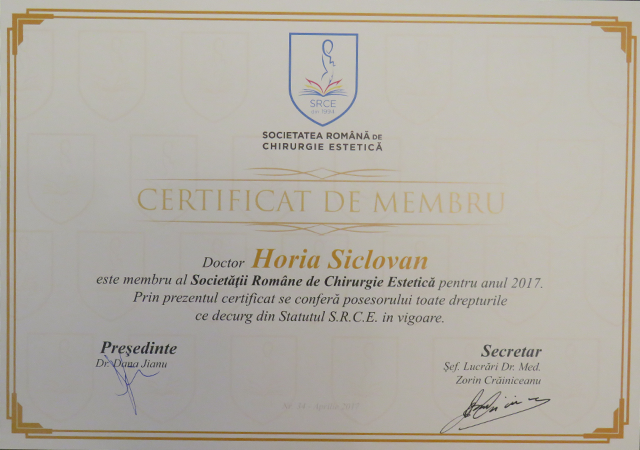 SRCE
din 1994
SOCIETATEA ROMÂNĂ DE
CHIRURGIE ESTETICĂ
CERTIFICAT DE MEMBRU
Doctor Horia Siclovan
este membru al Societății Române de Chirurgie Estetică pentru anul 2017.
Prin prezentul certificat se conferă posesorului toate drepturile
ce decurg din Statutul S.R.C.E. in vigoare.
Președinte
Dr. Dana Jianu
Secretar
Șef. Lucrări Dr. Med.
Zorin Crăiniceanu